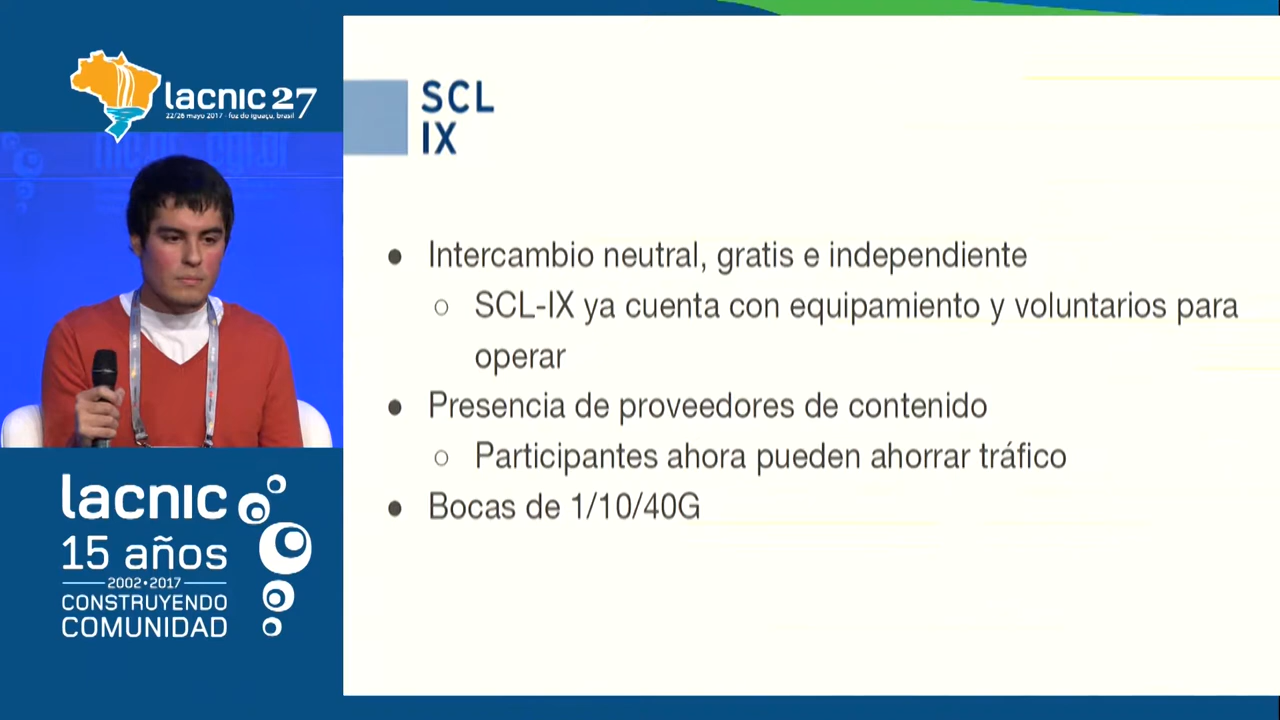 lacnic 27
22/26 mayo 2017 - foz do iguaçu, brasil
lacnic
15 años
2002•2017
CONSTRUYENDO
COMUNIDAD
SCL
IX
● Intercambio neutral, gratis e independiente
○ SCL-IX ya cuenta con equipamiento y voluntarios para
operar
● Presencia de proveedores de contenido
○ Participantes ahora pueden ahorrar tráfico
● Bocas de 1/10/40G